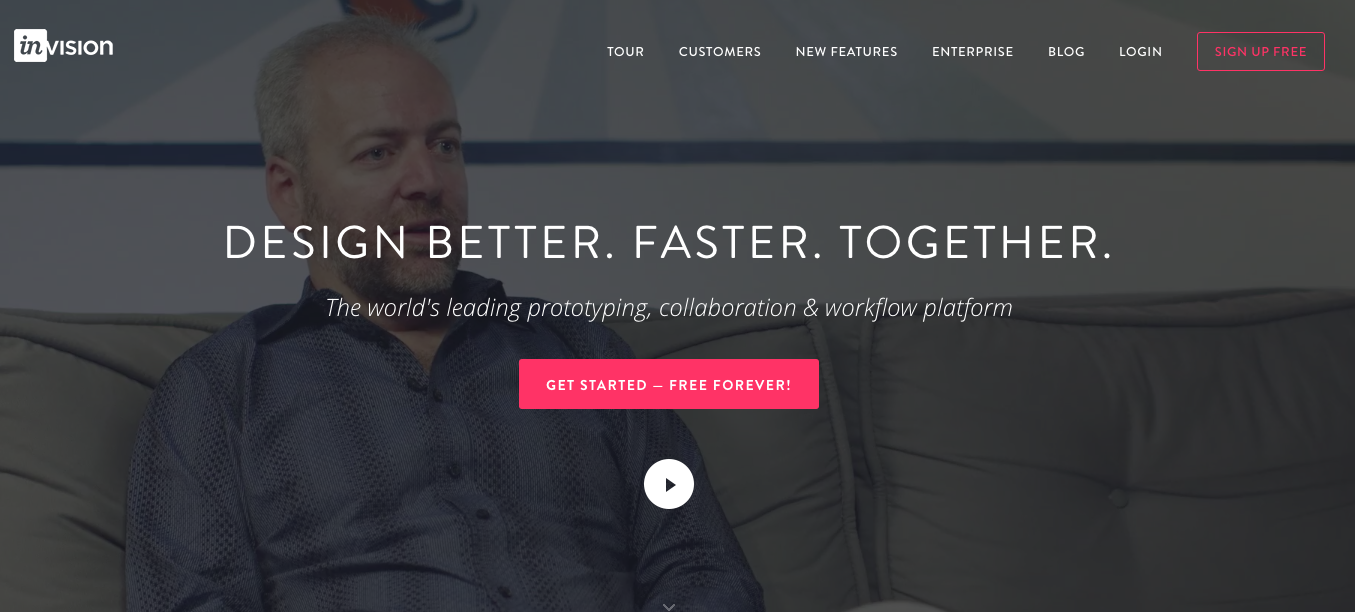 invision
TOUR CUSTOMERS NEW FEATURES ENTERPRISE BLOG LOGIN SIGN UP FREE
DESIGN BETTER. FASTER. TOGETHER.
The world's leading prototyping, collaboration & workflow platform
GET STARTED — FREE FOREVER!